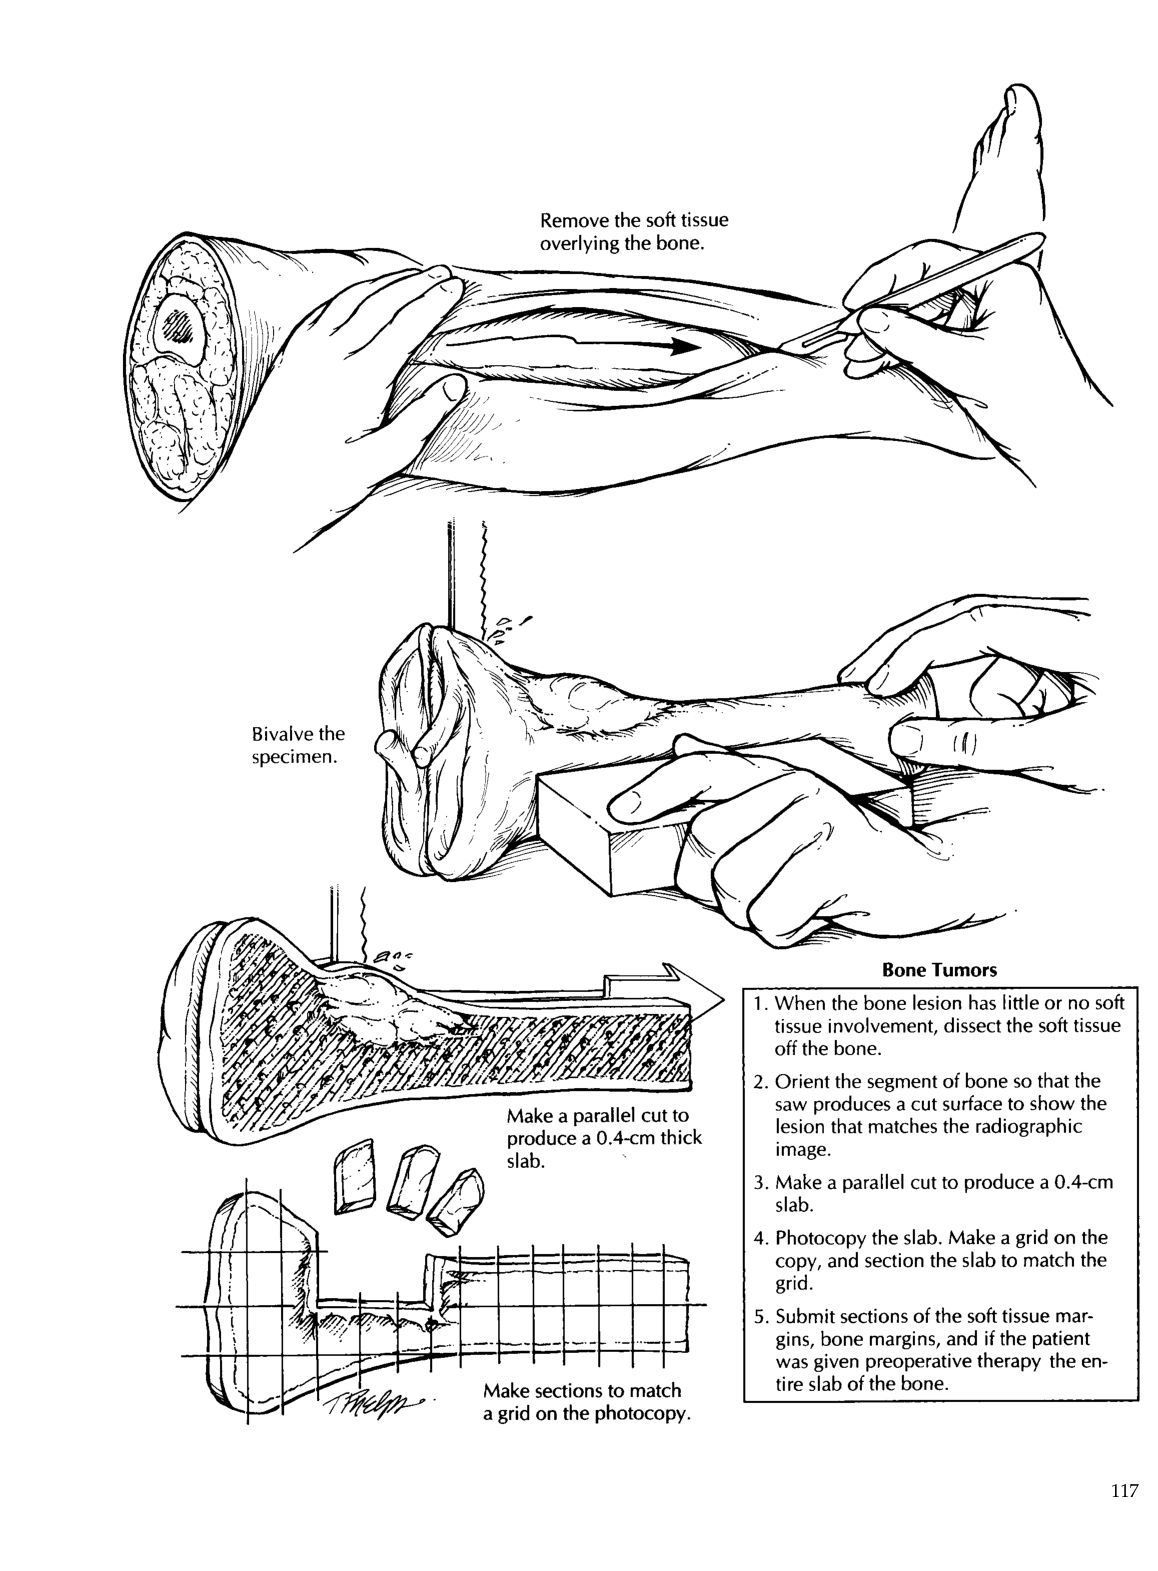 Remove the soft tissue
overlying the bone.
Bivalve the
specimen.
Make a parallel cut to
produce a 0.4-cm thick
slab.
Make sections to match
a grid on the photocopy.
T Phelps
Bone Tumors
1. When the bone lesion has little or no soft
tissue involvement, dissect the soft tissue
off the bone.
2. Orient the segment of bone so that the
saw produces a cut surface to show the
lesion that matches the radiographic
image.
3. Make a parallel cut to produce a 0.4-cm
slab.
4. Photocopy the slab. Make a grid on the
copy, and section the slab to match the
grid.
5. Submit sections of the soft tissue mar-
gins, bone margins, and if the patient
was given preoperative therapy the en-
tire slab of the bone.
117